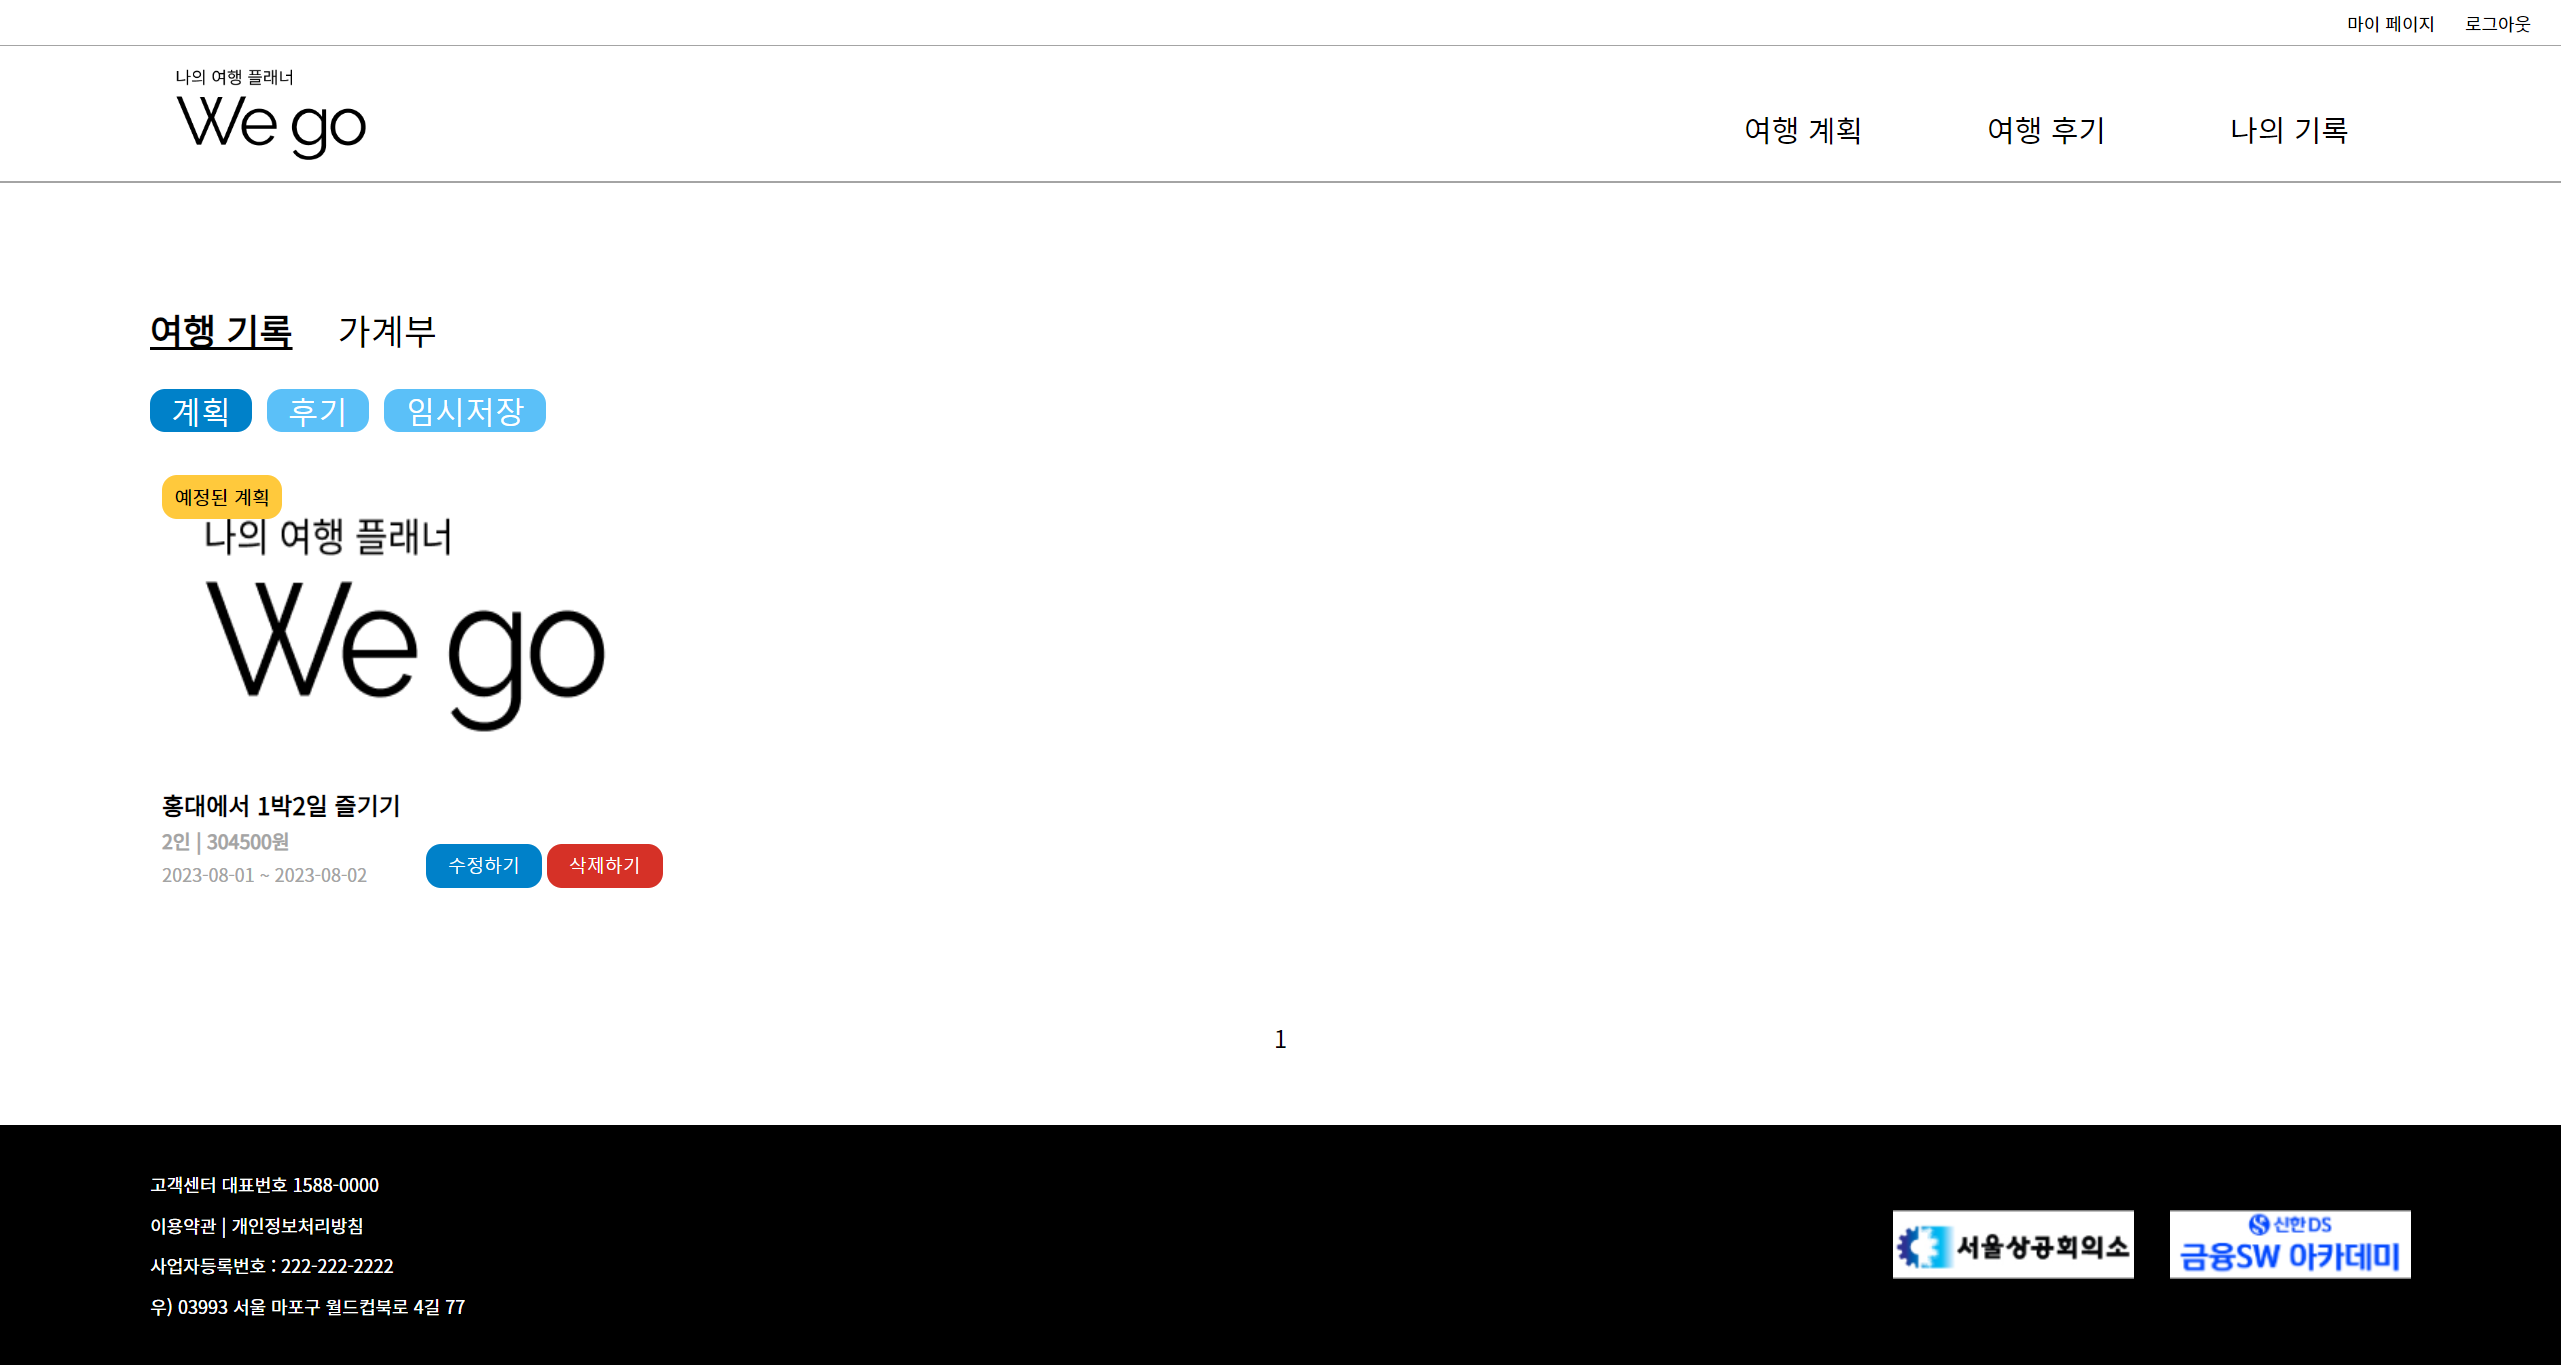 마이 페이지 로그아웃
나의 여행 플래너
We go
여행 계획 여행 후기 나의 기록
여행 기록 가계부
계획 후기 임시저장
예정된 계획
나의 여행 플래너
We go
홍대에서 1박2일 즐기기
2인 | 304500원
2023-08-01 ~ 2023-08-02
수정하기 삭제하기
1
고객센터 대표번호 1588-0000
이용약관 | 개인정보처리방침
사업자등록번호 : 222-222-2222
우) 03993 서울 마포구 월드컵북로 4길 77
서울상공회의소
신한DS
금융SW 아카데미